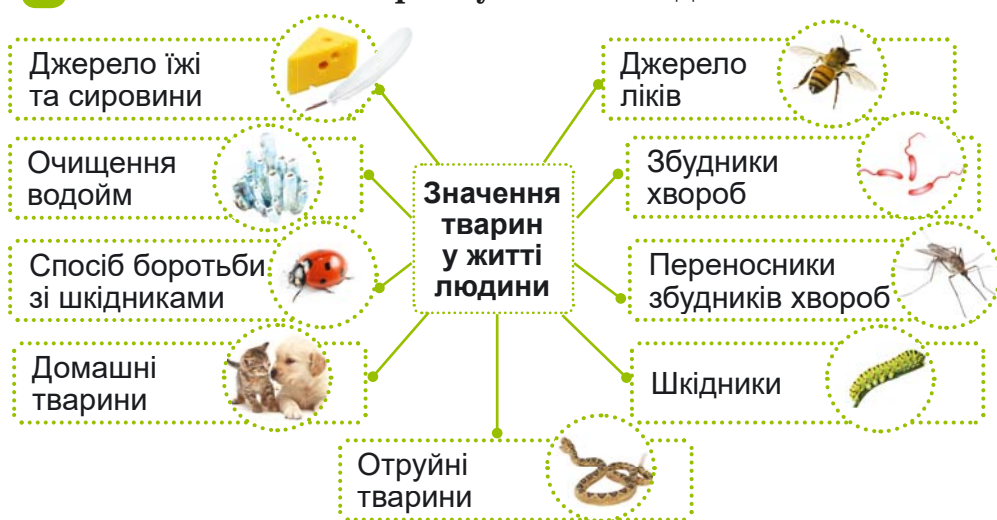 Джерело їжі
та сировини
Джерело
ліків
Очищення
водойм
Значення
тварин
у житті
людини
Збудники
хвороб
Спосіб боротьби
зі шкідниками
Переносники
збудників хвороб
Домашні
тварини
Шкідники
Отруйні
тварини